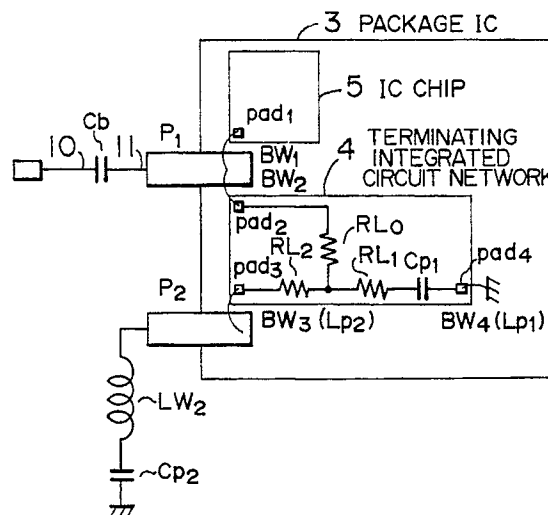 3 PACKAGE IC
5 IC CHIP
pad1
Cb
10
11
P1
BW1
BW2
4 TERMINATING
INTEGRATED
CIRCUIT NETWORK
pad2
RL0
RL2
RL1
Cp1
pad3
pad4
P2
BW3 (Lp2)
BW4 (Lp1)
LW2
Cp2